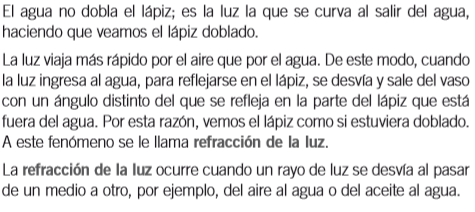 El agua no dobla el lápiz; es la luz la que se curva al salir del agua,
haciendo que veamos el lápiz doblado.
La luz viaja más rápido por el aire que por el agua. De este modo, cuando
la luz ingresa al agua, para reflejarse en el lápiz, se desvía y sale del vaso
con un ángulo distinto del que se refleja en la parte del lápiz que está
fuera del agua. Por esta razón, vemos el lápiz como si estuviera doblado.
A este fenómeno se le llama refracción de la luz.
La refracción de la luz ocurre cuando un rayo de luz se desvía al pasar
de un medio a otro, por ejemplo, del aire al agua o del aceite al agua.